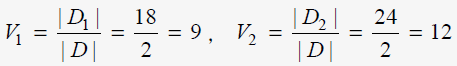 V₁ = |D₁| / |D| = 18 / 2 = 9 , V₂ = |D₂| / |D| = 24 / 2 = 12